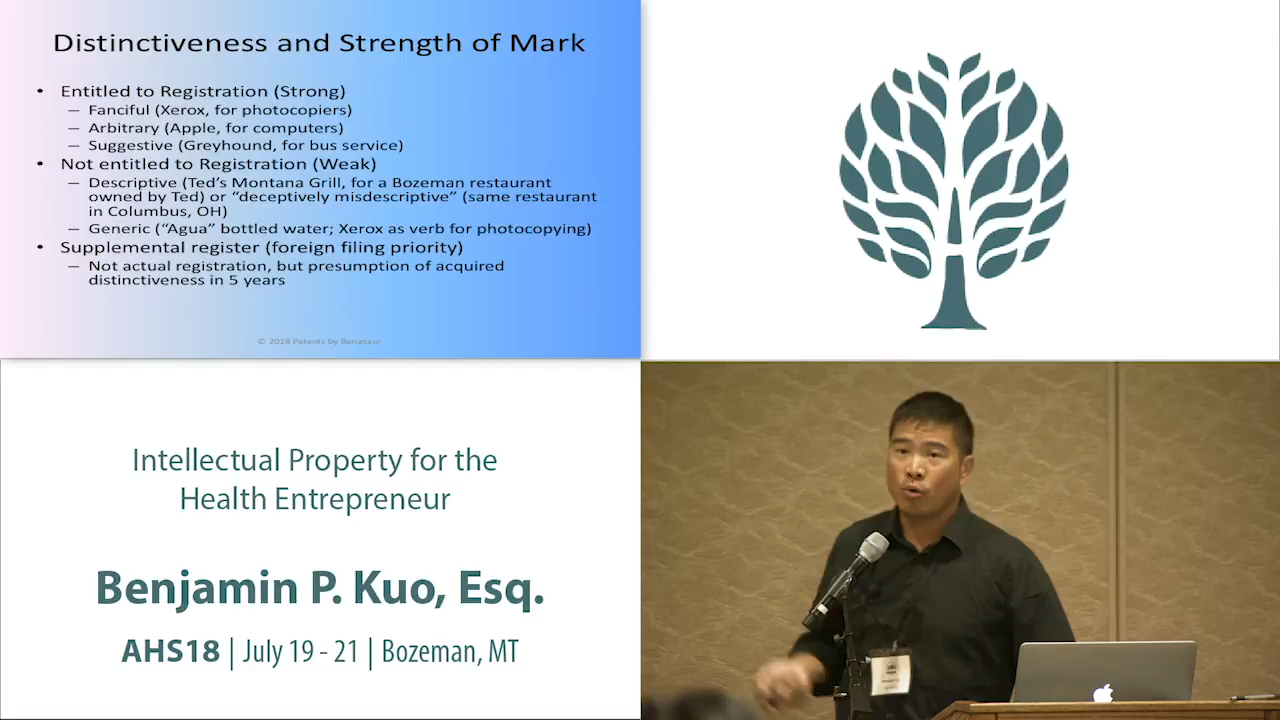 Distinctiveness and Strength of Mark
• Entitled to Registration (Strong)
– Fanciful (Xerox, for photocopiers)
– Arbitrary (Apple, for computers)
– Suggestive (Greyhound, for bus service)
• Not entitled to Registration (Weak)
– Descriptive (Ted's Montana Grill, for a Bozeman restaurant
owned by Ted) or “deceptively misdescriptive” (same restaurant
in Columbus, OH)
– Generic (“Agua” bottled water; Xerox as verb for photocopying)
• Supplemental register (foreign filing priority)
– Not actual registration, but presumption of acquired
distinctiveness in 5 years
© 2018 Patents by Benasaur
Intellectual Property for the
Health Entrepreneur
Benjamin P. Kuo, Esq.
AHS18 | July 19 - 21 | Bozeman, MT